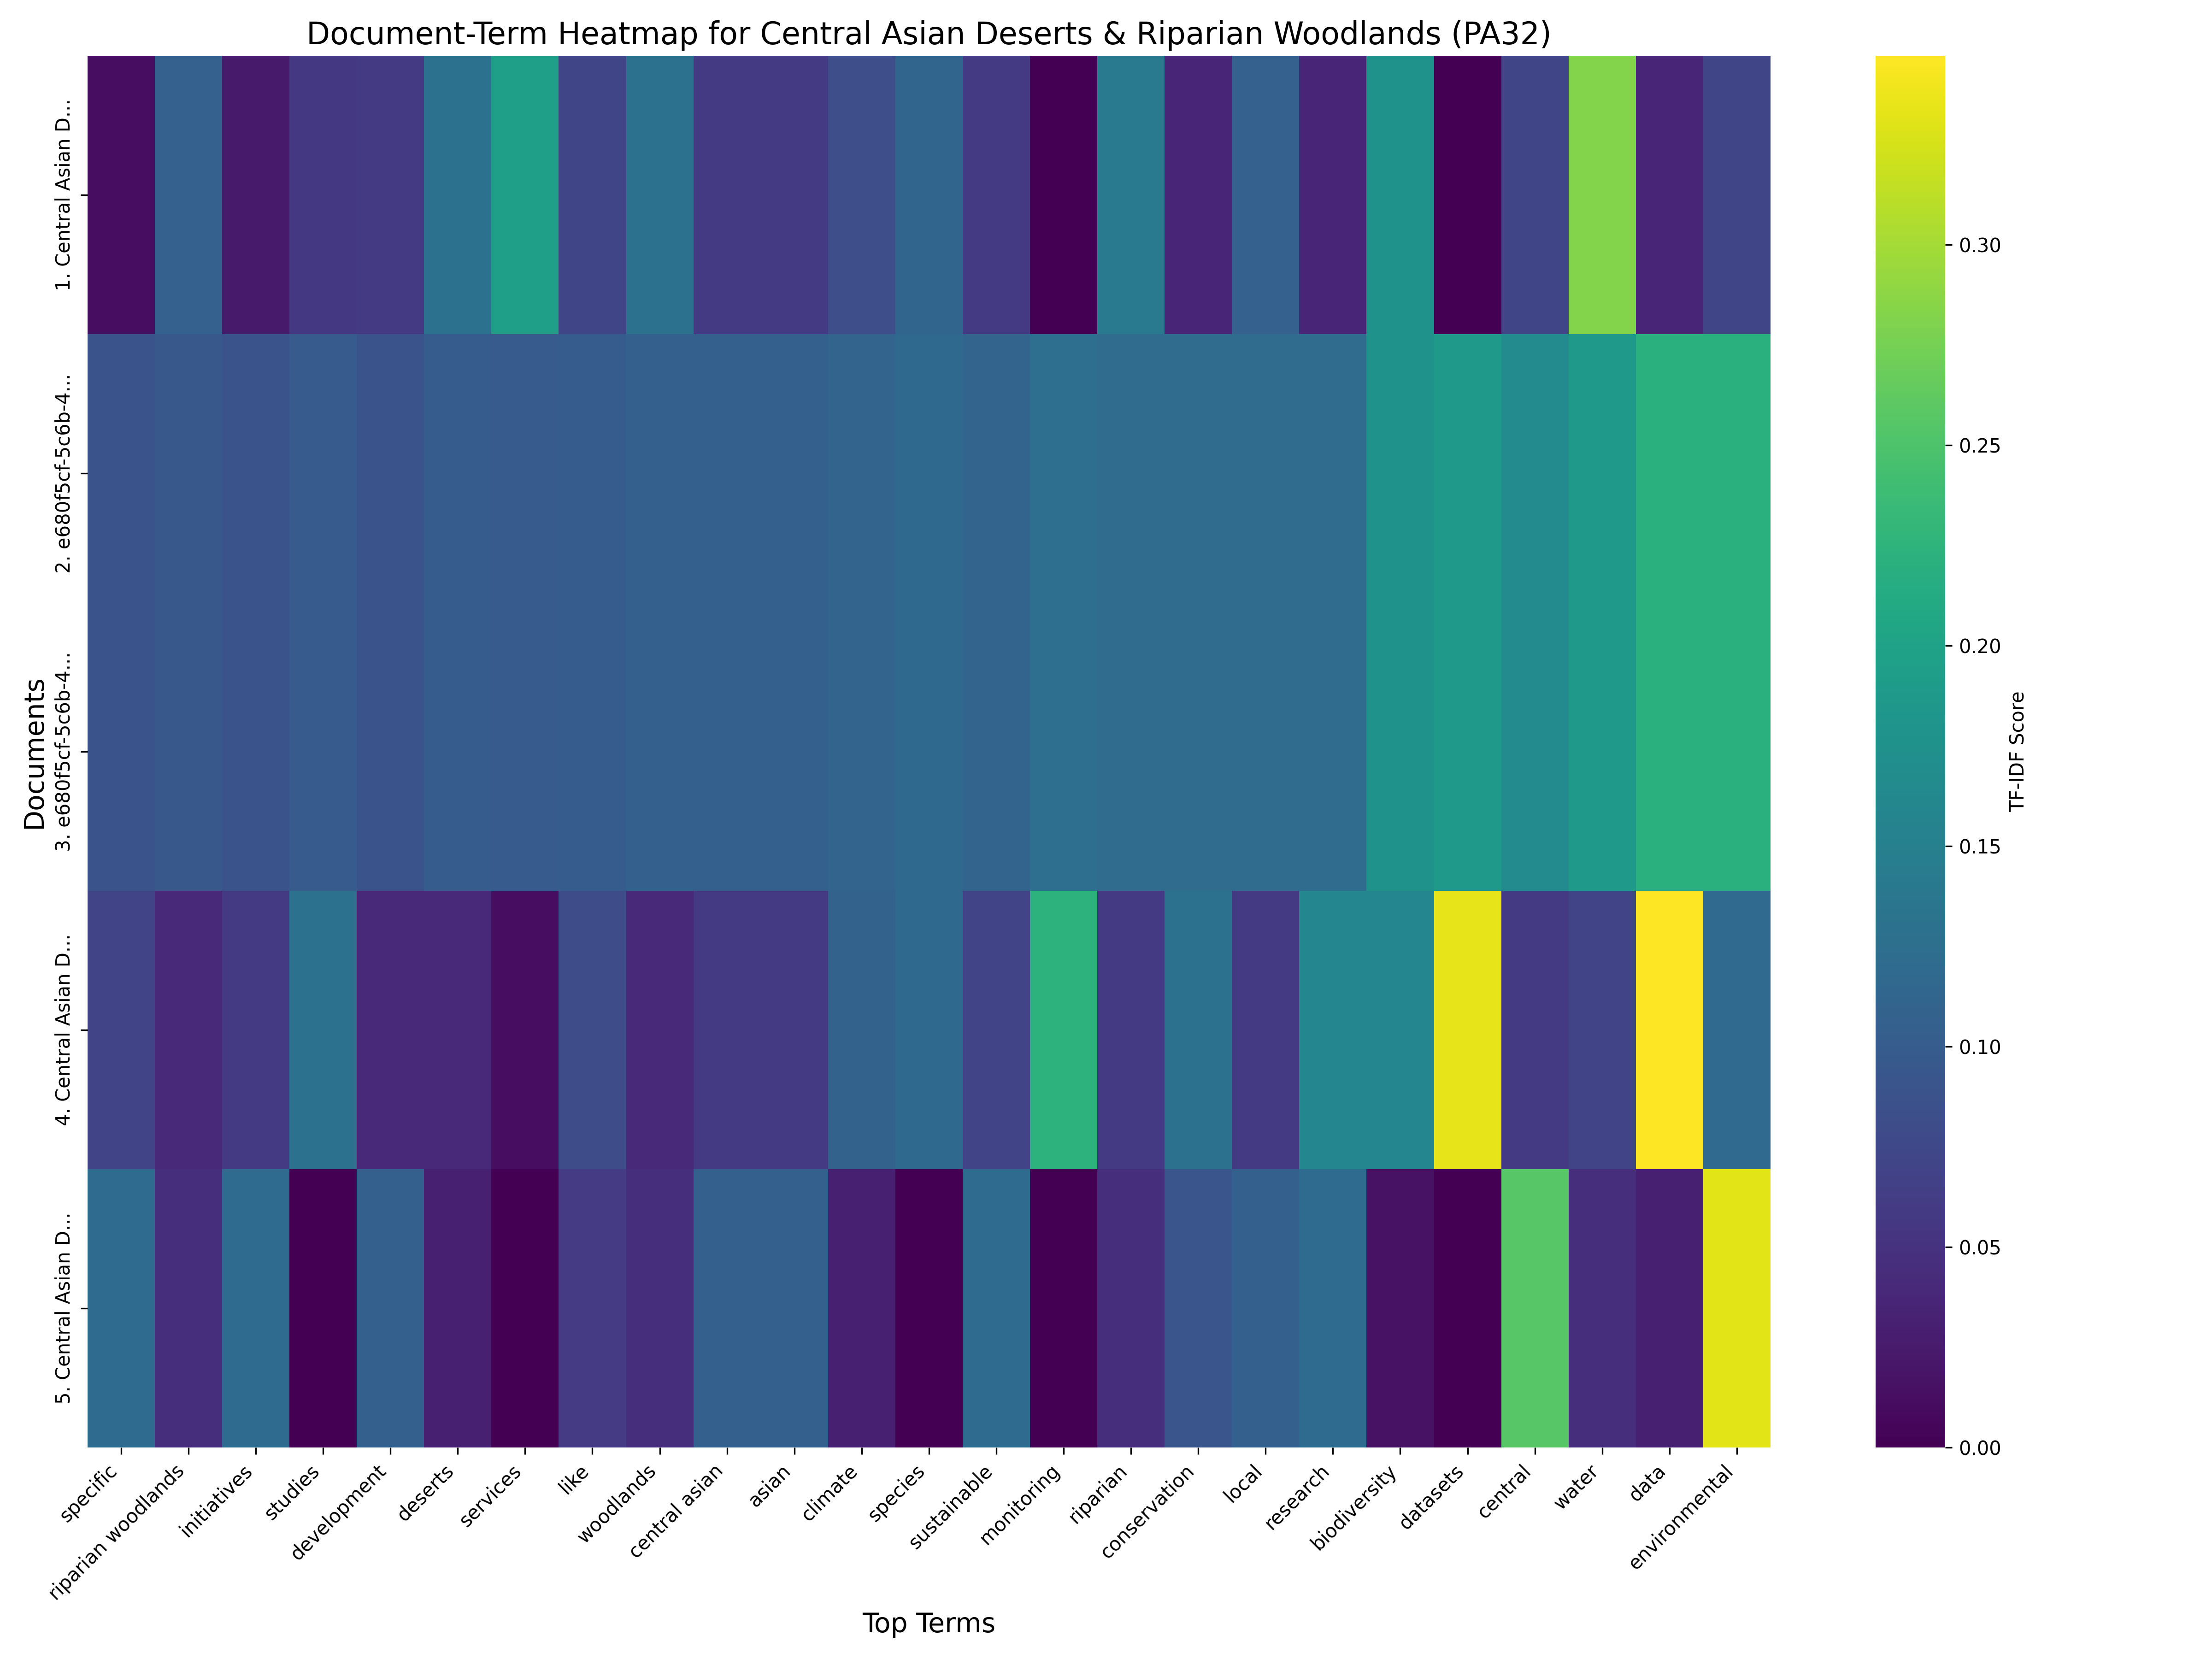 Document-Term Heatmap for Central Asian Deserts & Riparian Woodlands (PA32)
Documents
1. Central Asian D...
2. e680f5cf-5c6b-4...
3. e680f5cf-5c6b-4...
4. Central Asian D...
5. Central Asian D...
specific
riparian woodlands
initiatives
studies
development
deserts
services
like
woodlands
central asian
asian
climate
species
sustainable
monitoring
riparian
conservation
local
research
biodiversity
datasets
central
water
data
environmental
Top Terms
0.30
0.25
0.20
0.15
0.10
0.05
0.00
TF-IDF Score